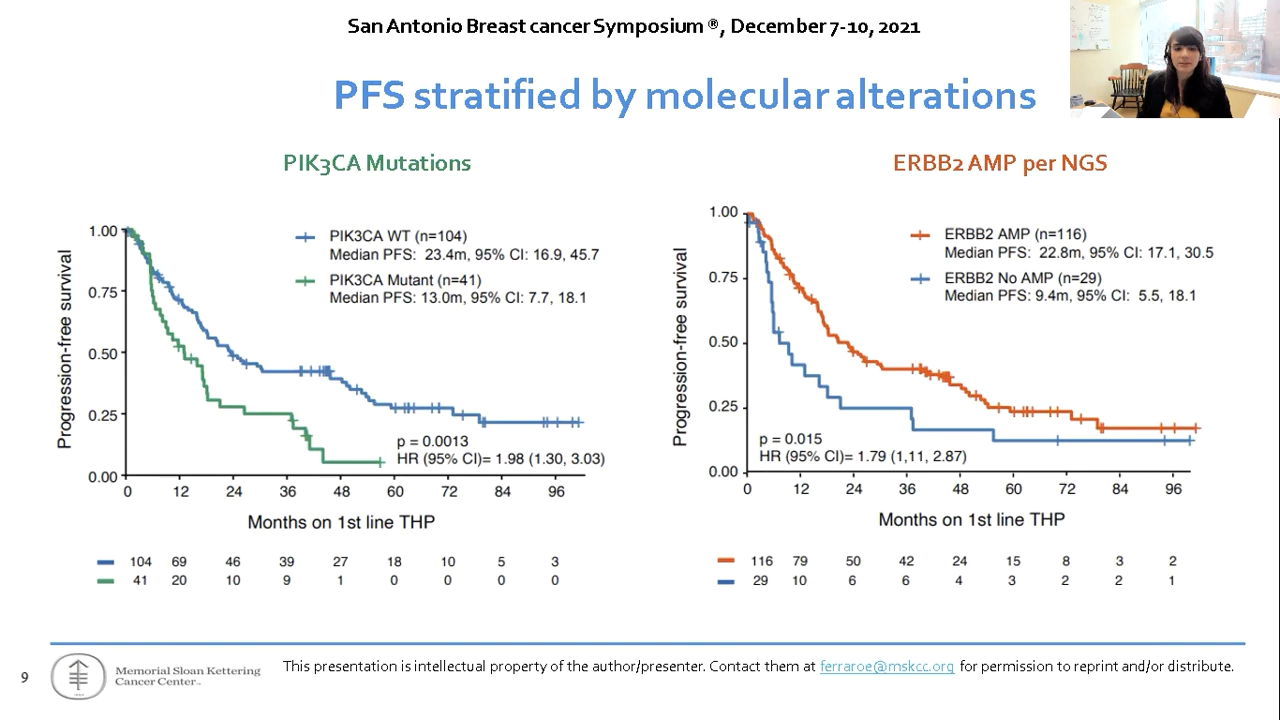 San Antonio Breast cancer Symposium ®, December 7-10, 2021
PFS stratified by molecular alterations
PIK3CA Mutations
1.00
0.75
0.50
0.25
0.00
Progression-free survival
PIK3CA WT (n=104)
Median PFS: 23.4m, 95% CI: 16.9, 45.7
PIK3CA Mutant (n=41)
Median PFS: 13.0m, 95% CI: 7.7, 18.1
p = 0.0013
HR (95% CI)= 1.98 (1.30, 3.03)
0 12 24 36 48 60 72 84 96
Months on 1st line THP
104 69 46 39 27 18 10 5 3
41 20 10 9 1 0 0 0 0
ERBB2 AMP per NGS
1.00
0.75
0.50
0.25
0.00
Progression-free survival
ERBB2 AMP (n=116)
Median PFS: 22.8m, 95% CI: 17.1, 30.5
ERBB2 No AMP (n=29)
Median PFS: 9.4m, 95% CI: 5.5, 18.1
p = 0.015
HR (95% CI)= 1.79 (1,11, 2.87)
0 12 24 36 48 60 72 84 96
Months on 1st line THP
116 79 50 42 24 15 8 3 2
29 10 6 6 4 3 2 2 1
9
Memorial Sloan Kettering
Cancer Center
This presentation is intellectual property of the author/presenter. Contact them at ferraroe@mskcc.org for permission to reprint and/or distribute.